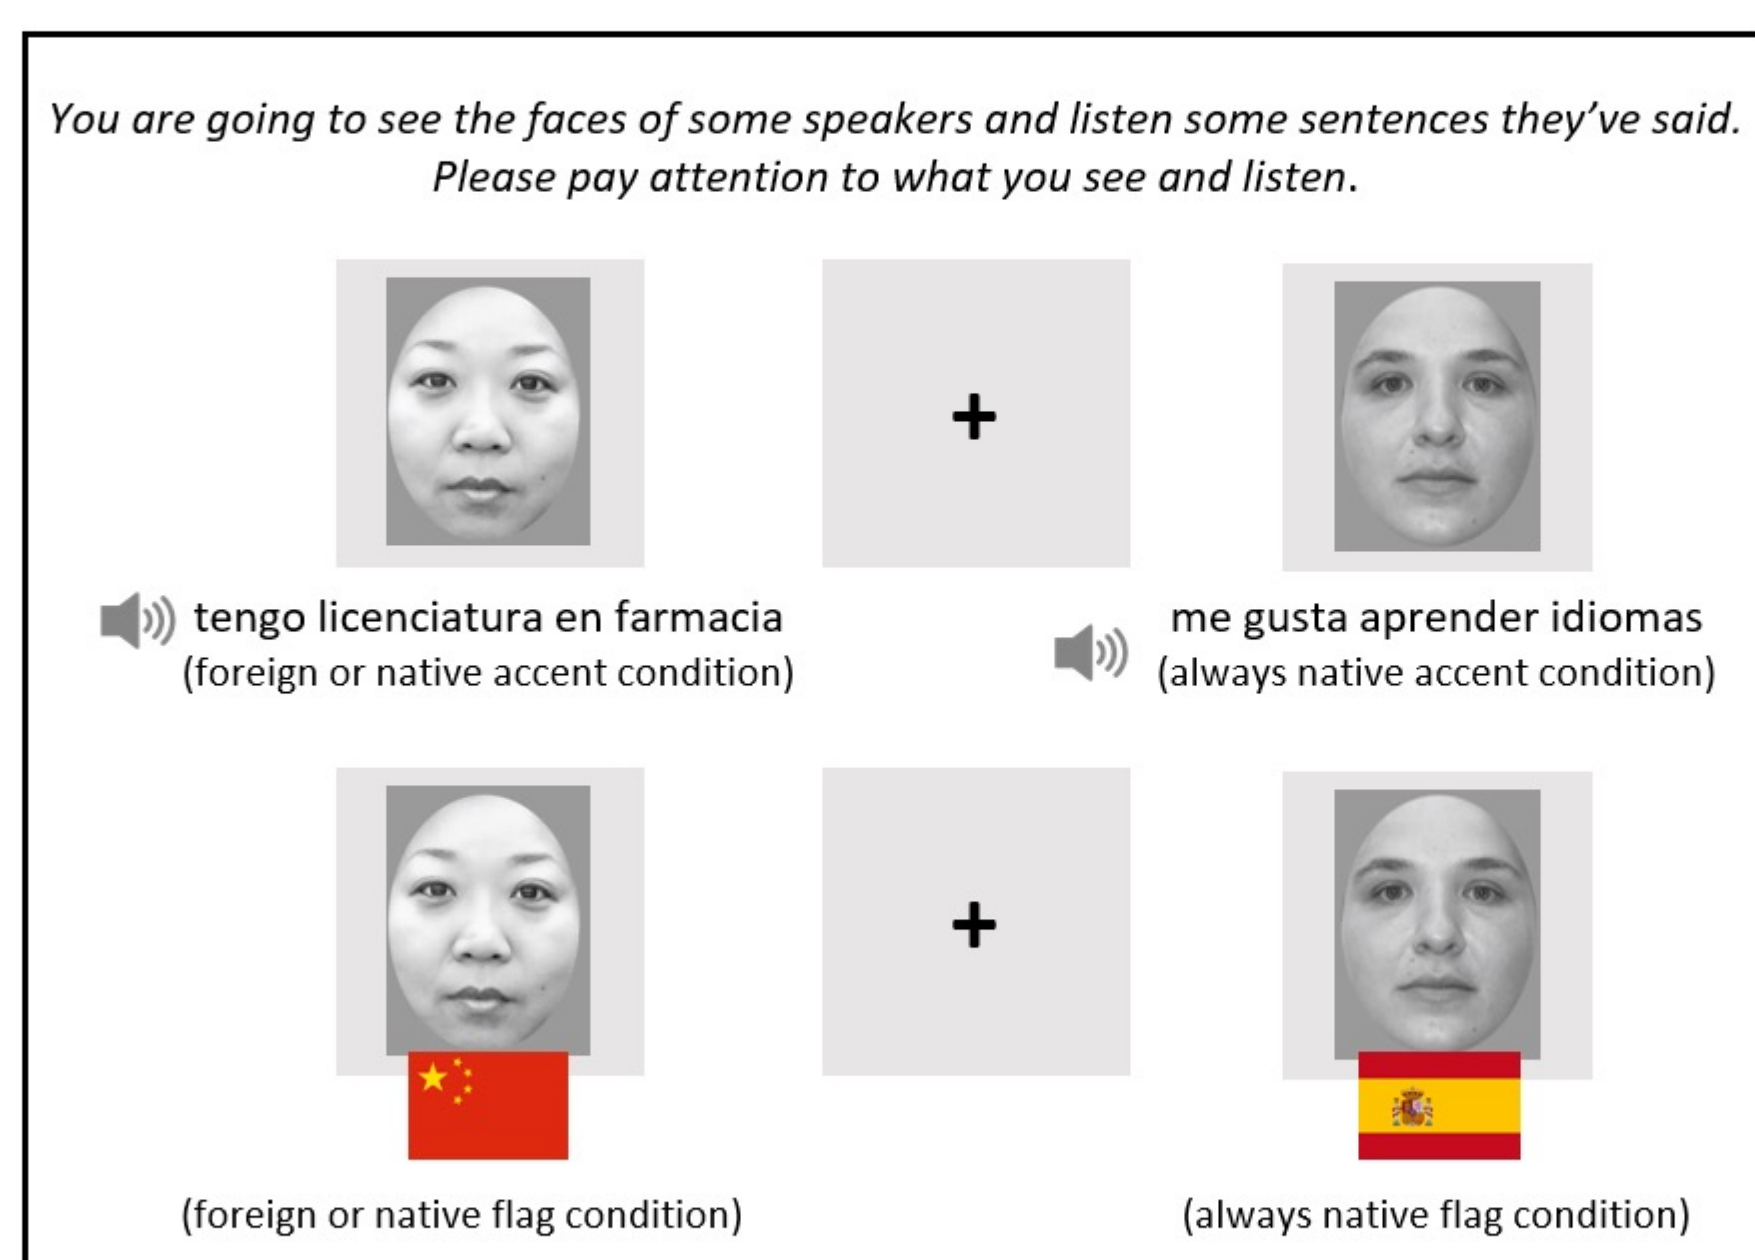 You are going to see the faces of some speakers and listen some sentences they've said.
Please pay attention to what you see and listen.
+
tengo licenciatura en farmacia
(foreign or native accent condition)
me gusta aprender idiomas
(always native accent condition)
+
(foreign or native flag condition)
(always native flag condition)